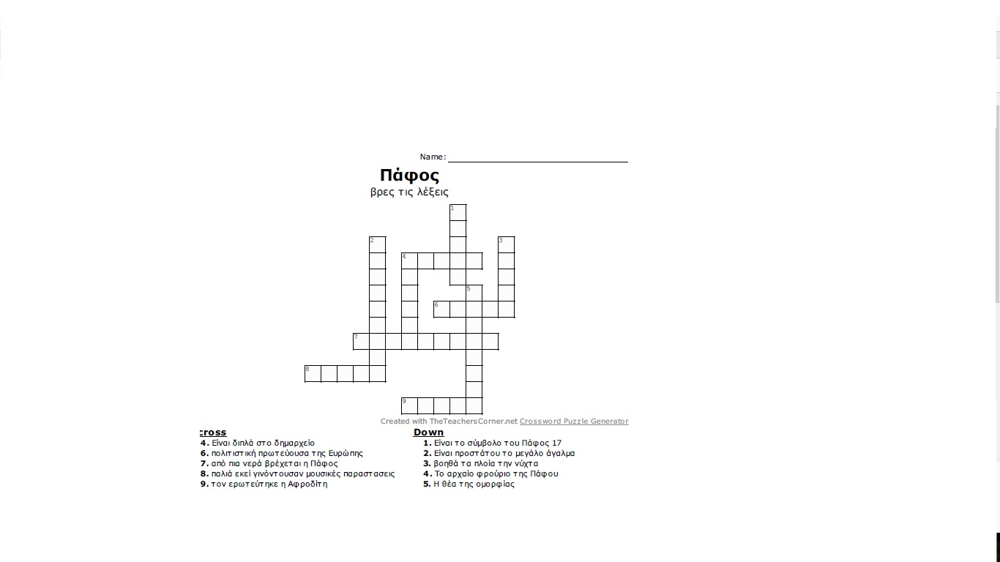 Name:
Πάφος
βρες τις λέξεις
1
2
3
4
5
6
7
8
9
Created with TheTeachersCorner.net Crossword Puzzle Generator
cross
4. Είναι διπλά στο δημαρχείο
6. πολιτιστική πρωτεύουσα της Ευρώπης
7. από πια νερά βρέχεται η Πάφος
8. παλιά εκεί γινόντουσαν μουσικές παραστασεις
9. τον ερωτεύτηκε η Αφροδίτη
Down
1. Είναι το σύμβολο του Πάφος 17
2. Είναι προστάτου το μεγάλο άγαλμα
3. βοηθά τα πλοία την νύχτα
4. Το αρχαίο φρούριο της Πάφου
5. Η θέα της ομορφίας